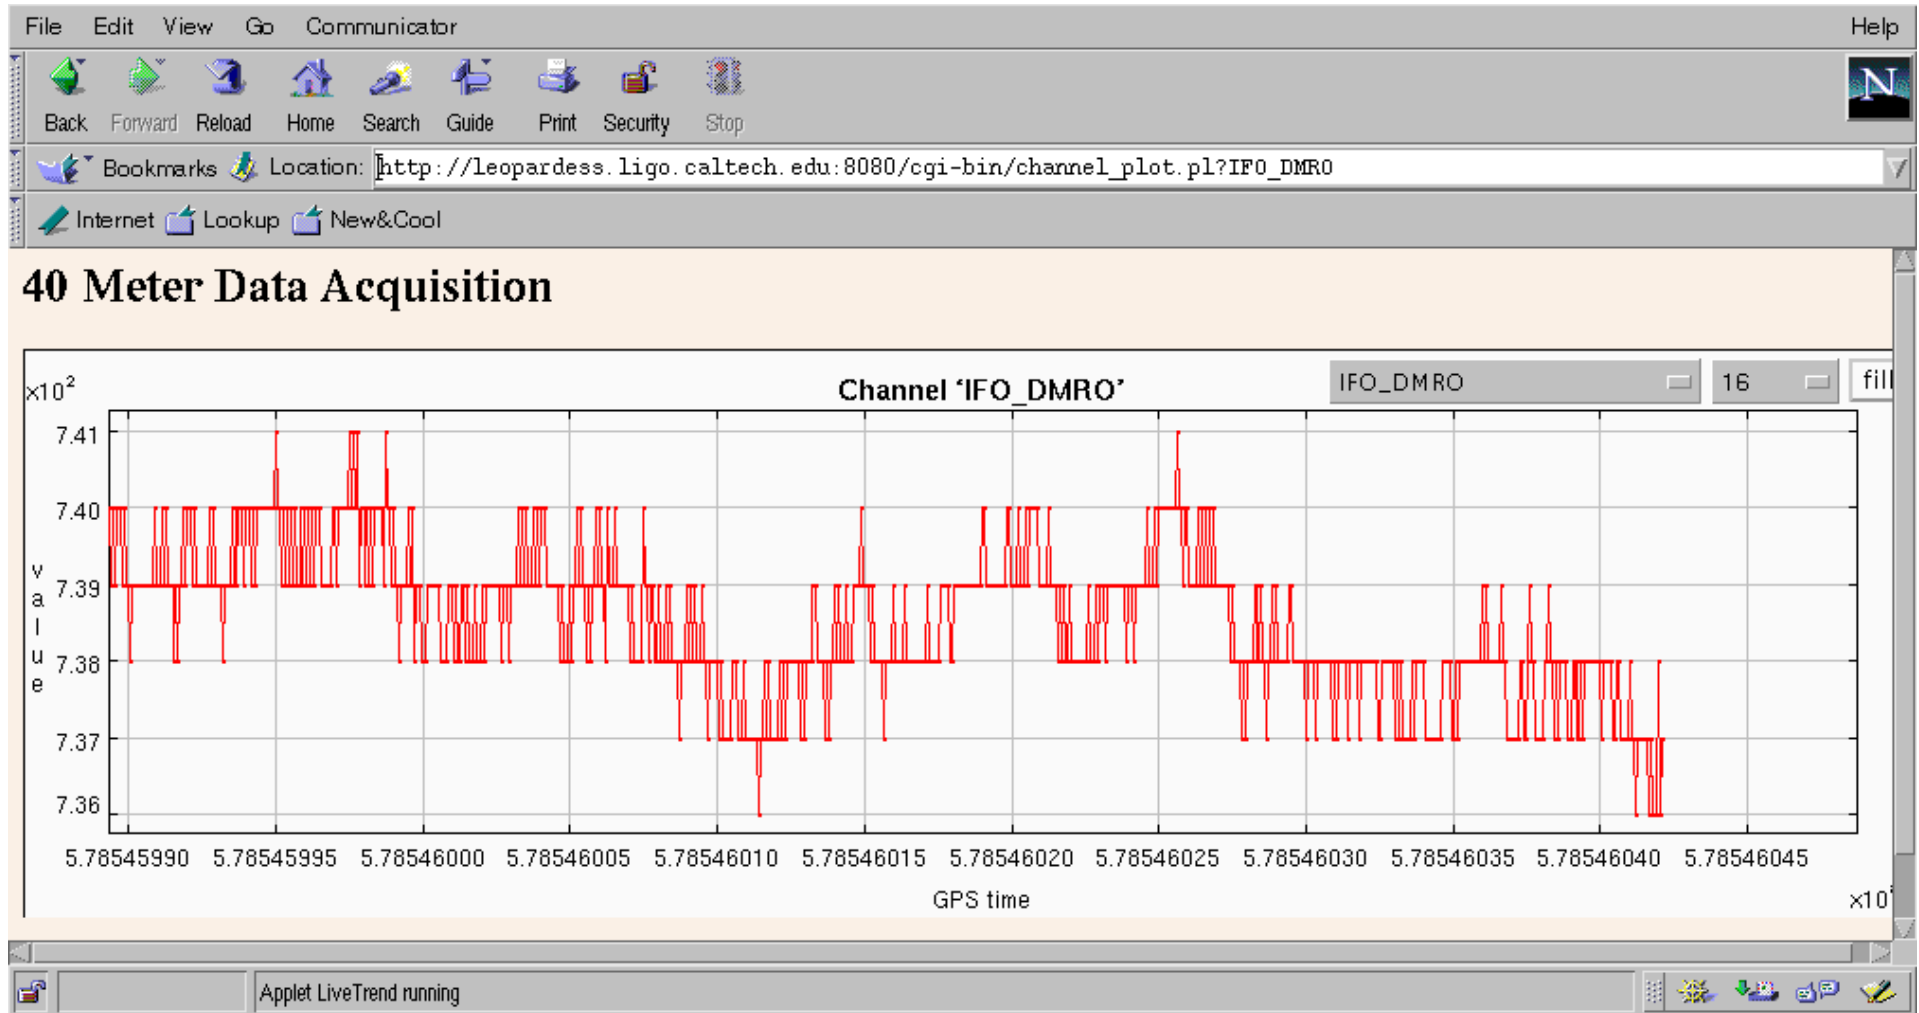 File Edit View Go Communicator Help
N
Back Forward Reload Home Search Guide Print Security Stop
Bookmarks Location: http://leopardess.ligo.caltech.edu:8080/cgi-bin/channel_plot.pl?IFO_DMRO
Internet Lookup New&Cool
40 Meter Data Acquisition
x10²
Channel 'IFO_DMRO'
IFO_DMRO 16 fill
7.41
7.40
7.39
7.38
7.37
7.36
value
5.78545990 5.78545995 5.78546000 5.78546005 5.78546010 5.78546015 5.78546020 5.78546025 5.78546030 5.78546035 5.78546040 5.78546045
GPS time
x10
Applet LiveTrend running